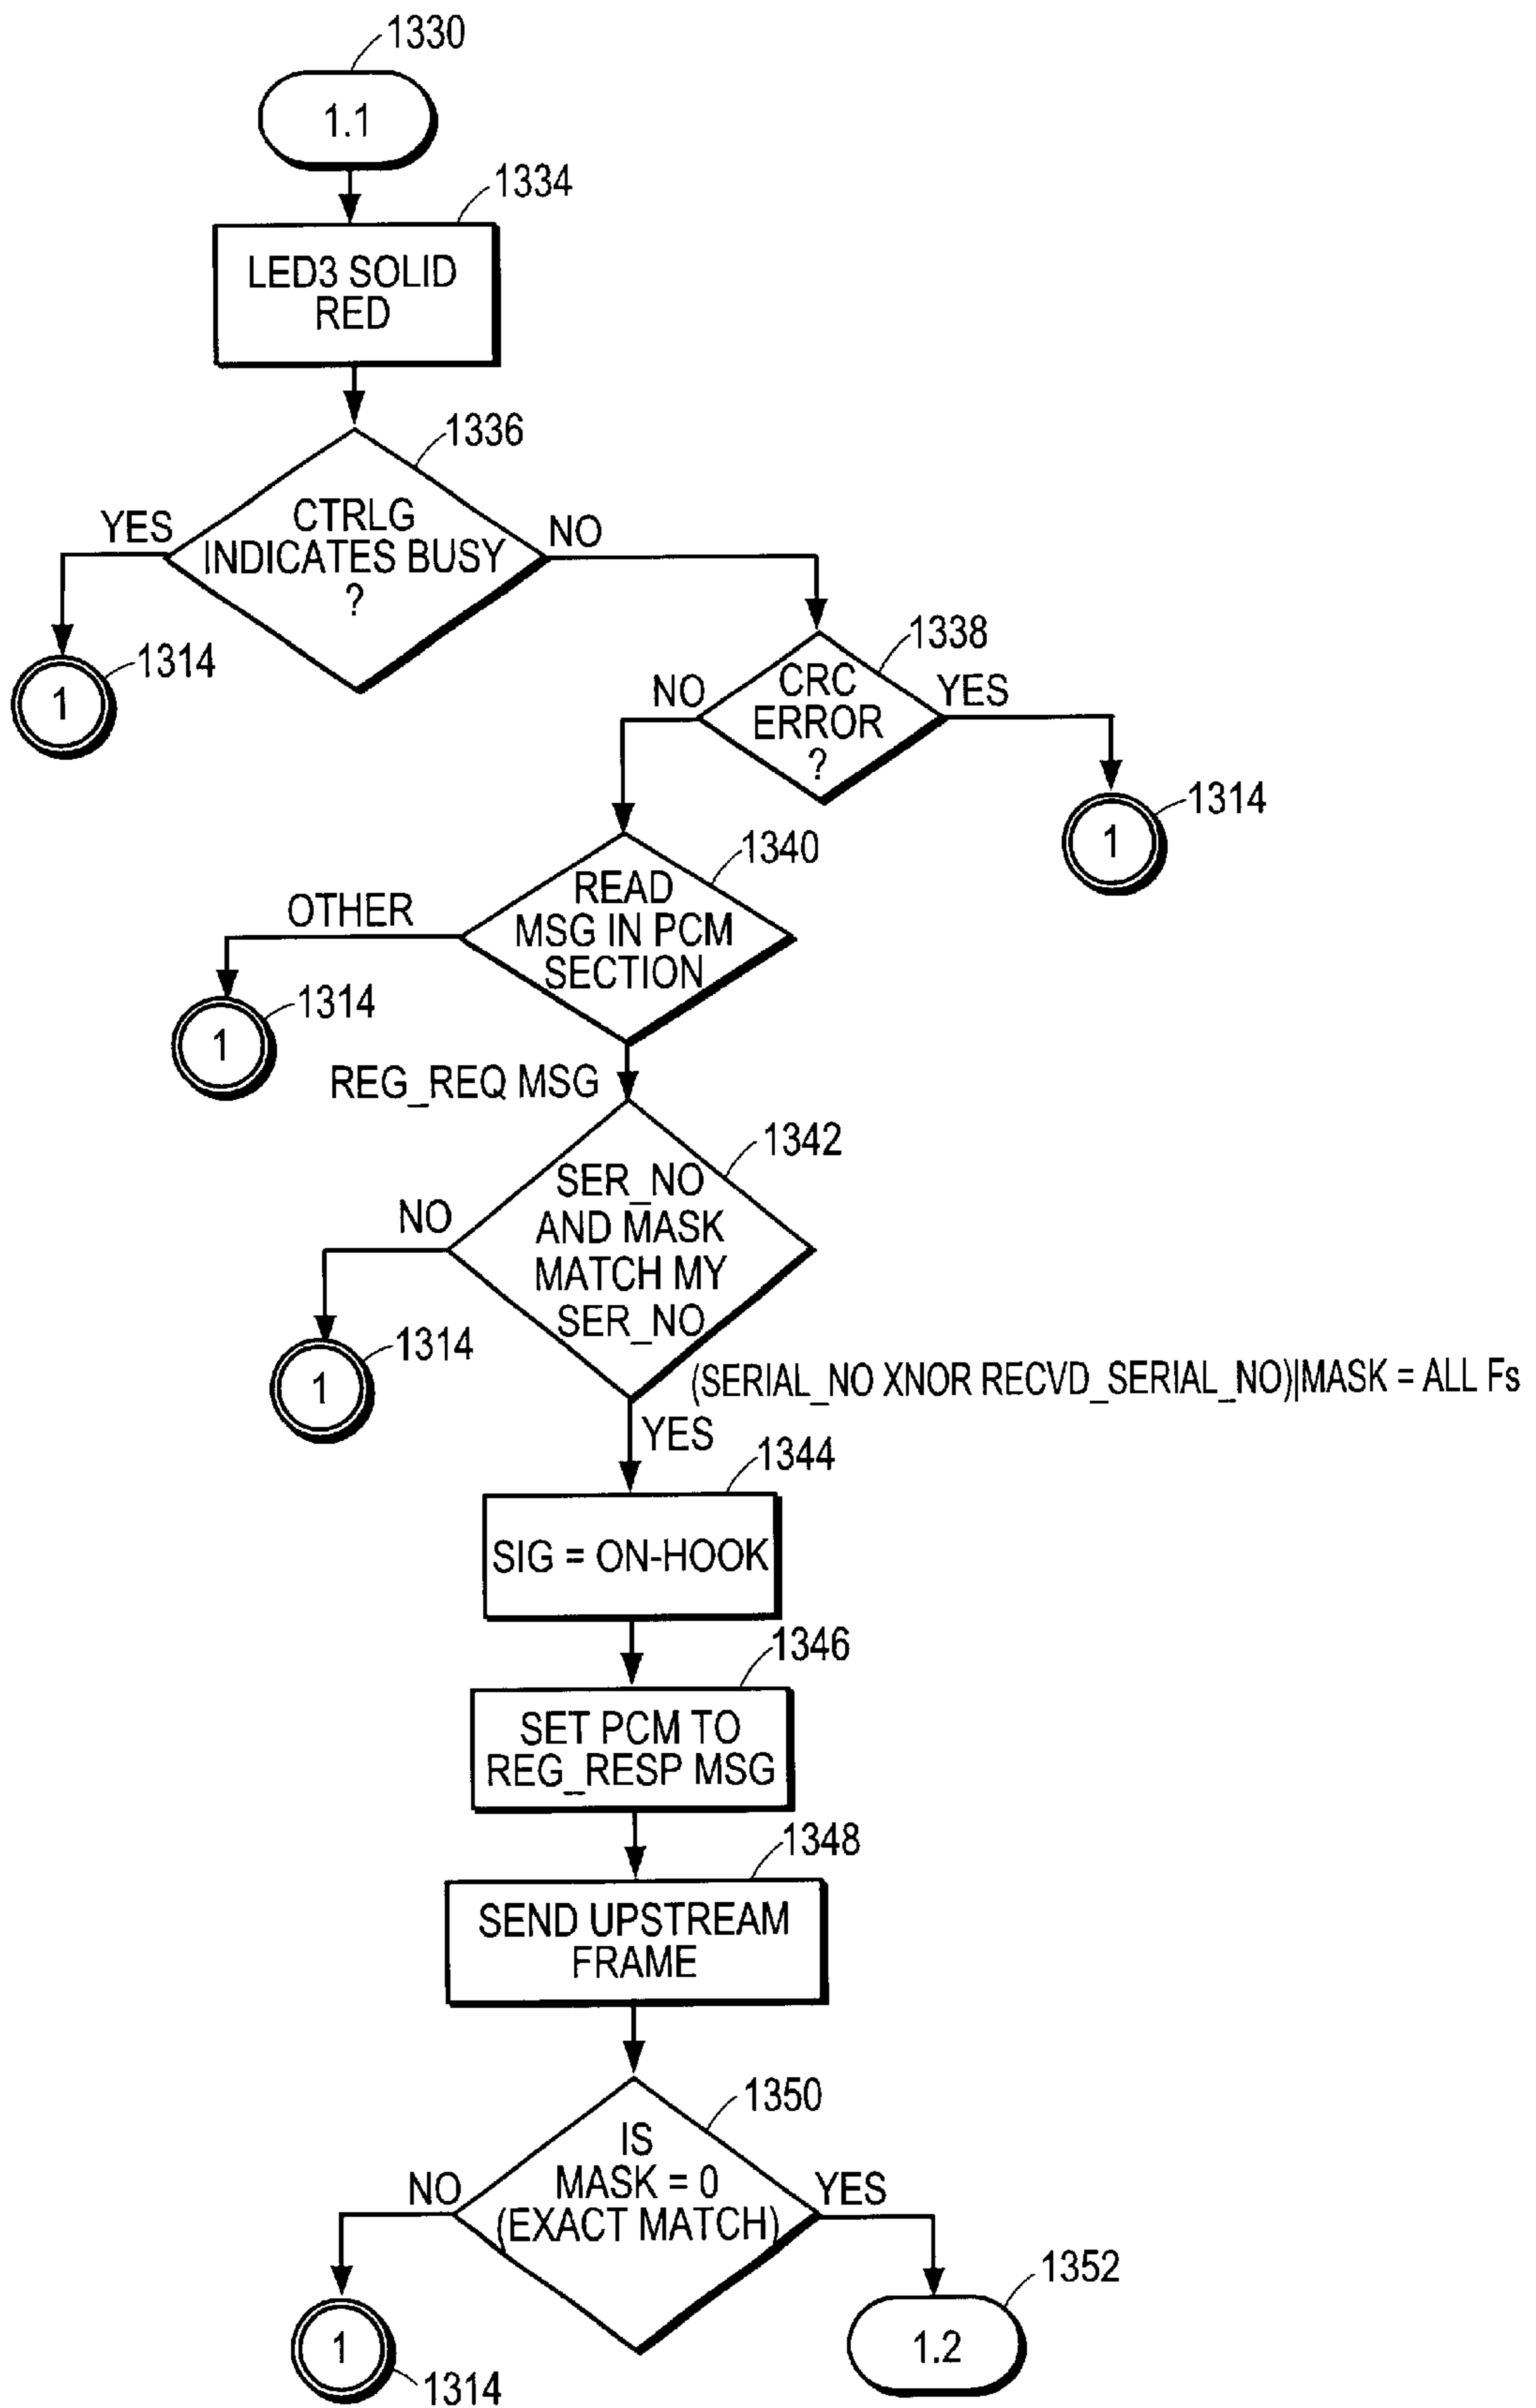 1330
1.1
1334
LED3 SOLID
RED
1336
CTRLG
INDICATES BUSY
?
YES
NO
1314
1
1338
CRC
ERROR
?
NO
YES
1314
1
1340
READ
MSG IN PCM
SECTION
OTHER
1314
1
REG_REQ MSG
1342
SER_NO
AND MASK
MATCH MY
SER_NO
NO
1314
1
(SERIAL_NO XNOR RECVD_SERIAL_NO)|MASK = ALL Fs
YES
1344
SIG = ON-HOOK
1346
SET PCM TO
REG_RESP MSG
1348
SEND UPSTREAM
FRAME
1350
IS
MASK = 0
(EXACT MATCH)
NO
YES
1
1314
1352
1.2